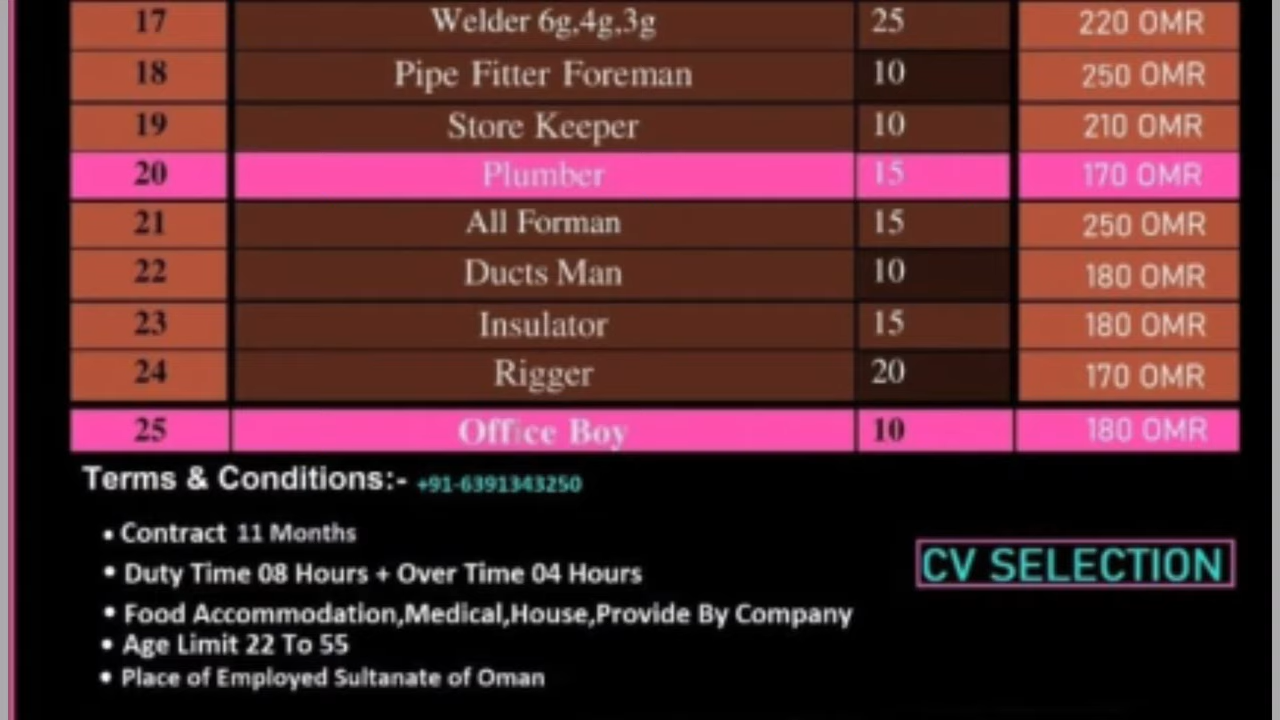 17 Welder 6g,4g,3g 25 220 OMR
18 Pipe Fitter Foreman 10 250 OMR
19 Store Keeper 10 210 OMR
20 Plumber 15 170 OMR
21 All Forman 15 250 OMR
22 Ducts Man 10 180 OMR
23 Insulator 15 180 OMR
24 Rigger 20 170 OMR
25 Office Boy 10 180 OMR
Terms & Conditions:- +91-6391343250
• Contract 11 Months
• Duty Time 08 Hours + Over Time 04 Hours
CV SELECTION
• Food Accommodation,Medical,House,Provide By Company
• Age Limit 22 To 55
• Place of Employed Sultanate of Oman